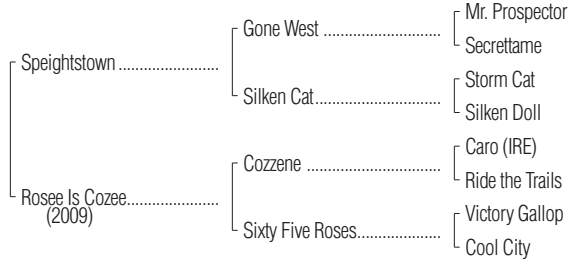 Mr. Prospector
Gone West ..............................
Secrettame
Speightstown .........................
Storm Cat
Silken Cat................................
Silken Doll
Caro (IRE)
Cozzene ..................................
Ride the Trails
Rosee Is Cozee.......................
(2009)
Victory Gallop
Sixty Five Roses.....................
Cool City